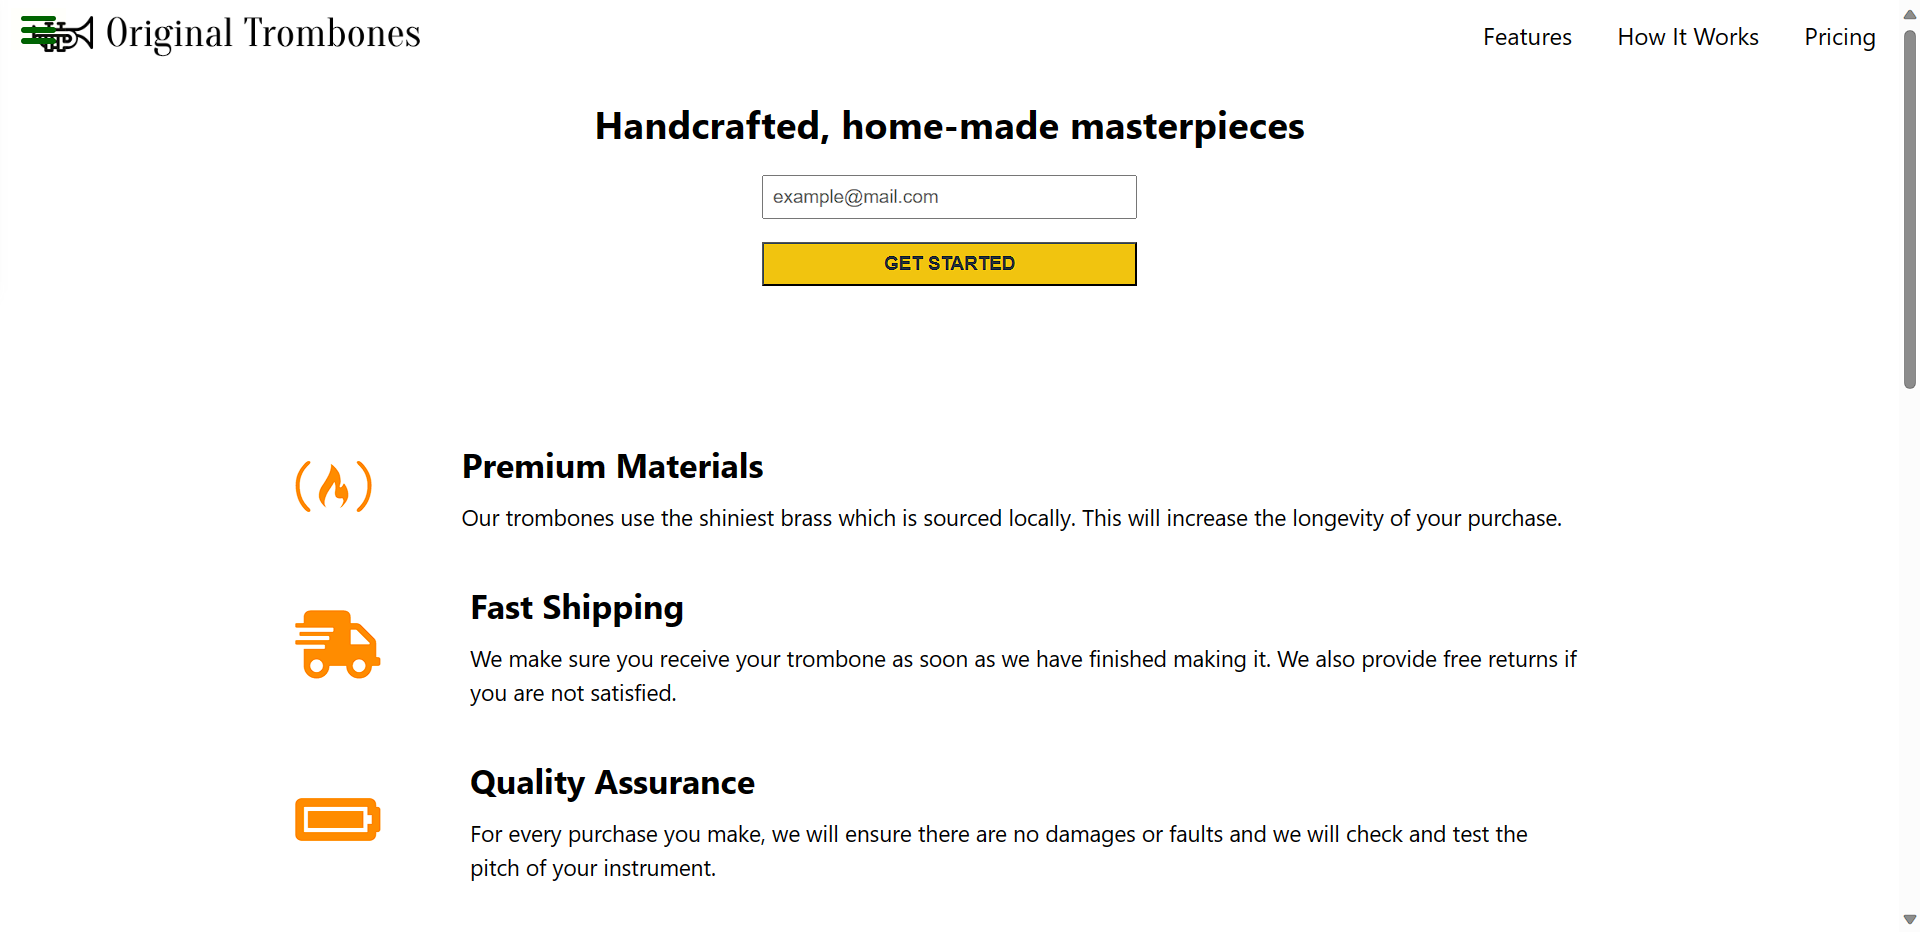 Original Trombones
Features
How It Works
Pricing
Handcrafted, home-made masterpieces
example@mail.com
GET STARTED
Premium Materials
Our trombones use the shiniest brass which is sourced locally. This will increase the longevity of your purchase.
Fast Shipping
We make sure you receive your trombone as soon as we have finished making it. We also provide free returns if
you are not satisfied.
Quality Assurance
For every purchase you make, we will ensure there are no damages or faults and we will check and test the
pitch of your instrument.